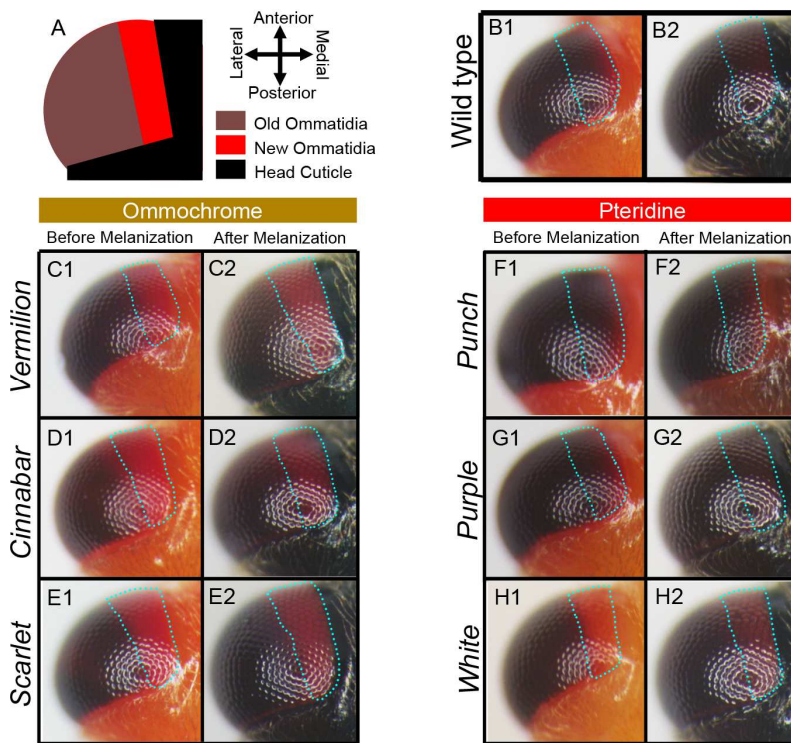 A
Anterior
Lateral
Medial
Posterior
Old Ommatidia
New Ommatidia
Head Cuticle
Wild type
B1
B2
Ommochrome
Before Melanization
After Melanization
Vermilion
C1
C2
Cinnabar
D1
D2
Scarlet
E1
E2
Pteridine
Before Melanization
After Melanization
Punch
F1
F2
Purple
G1
G2
White
H1
H2